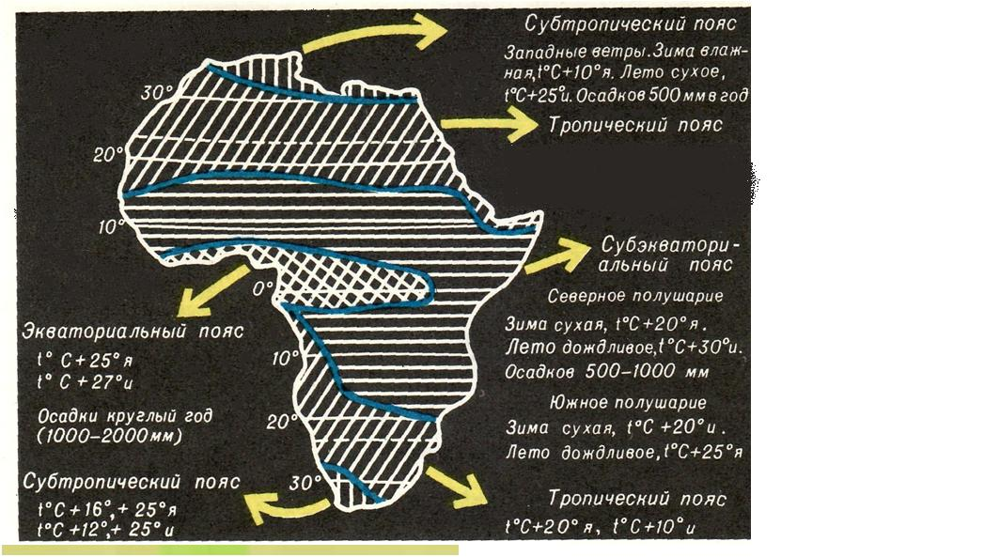 Субтропический пояс
Западные ветры. Зима влаж-
ная, t°C+10°я. Лето сухое,
t°C+25°и. Осадков 500 мм в год
Тропический пояс
30°
20°
10°
0°
10°
20°
30°
Субэкватори-
альный пояс
Северное полушарие
Зима сухая, t°C+20°я.
Лето дождливое, t°C+30°и.
Осадков 500–1000 мм
Южное полушарие
Зима сухая, t°C +20°и.
Лето дождливое, t°C+25°я
Тропический пояс
t°C+20°я, t°C+10°и
Экваториальный пояс
t° C+25°я
t° C+27°и
Осадки круглый год
(1000–2000 мм)
Субтропический пояс
t°C+16°,+ 25°я
t°C+12°,+ 25°и